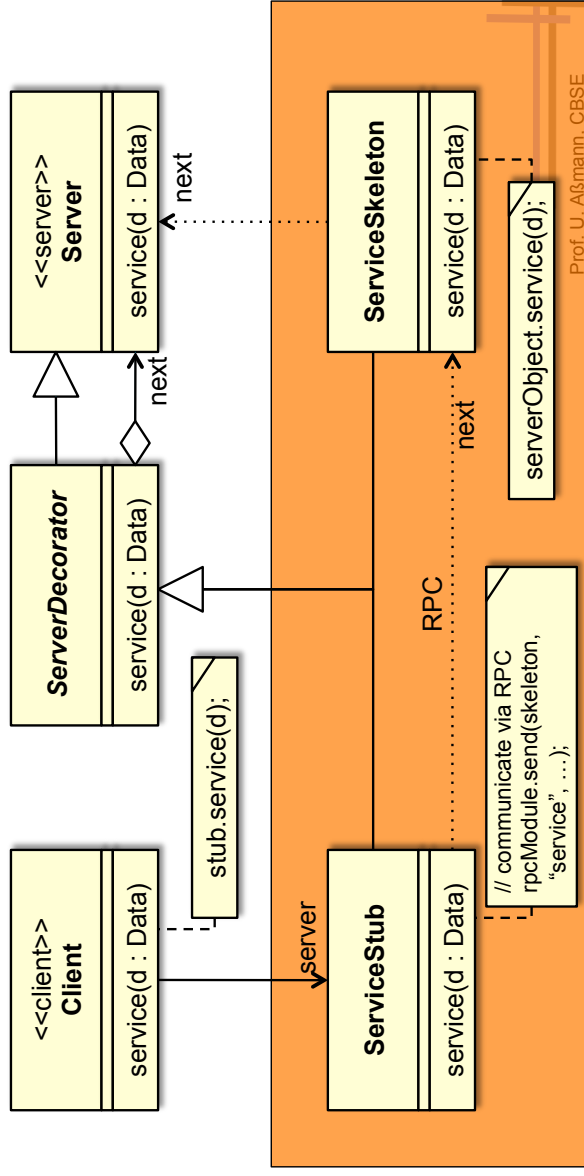 <<client>>
Client
service(d : Data)
stub.service(d);
ServerDecorator
service(d : Data)
next
<<server>>
Server
service(d : Data)
next
server
ServiceStub
service(d : Data)
// communicate via RPC
rpcModule.send(skeleton,
“service”, …);
RPC
next
ServiceSkeleton
service(d : Data)
serverObject.service(d);
Prof. U. Aßmann, CBSE